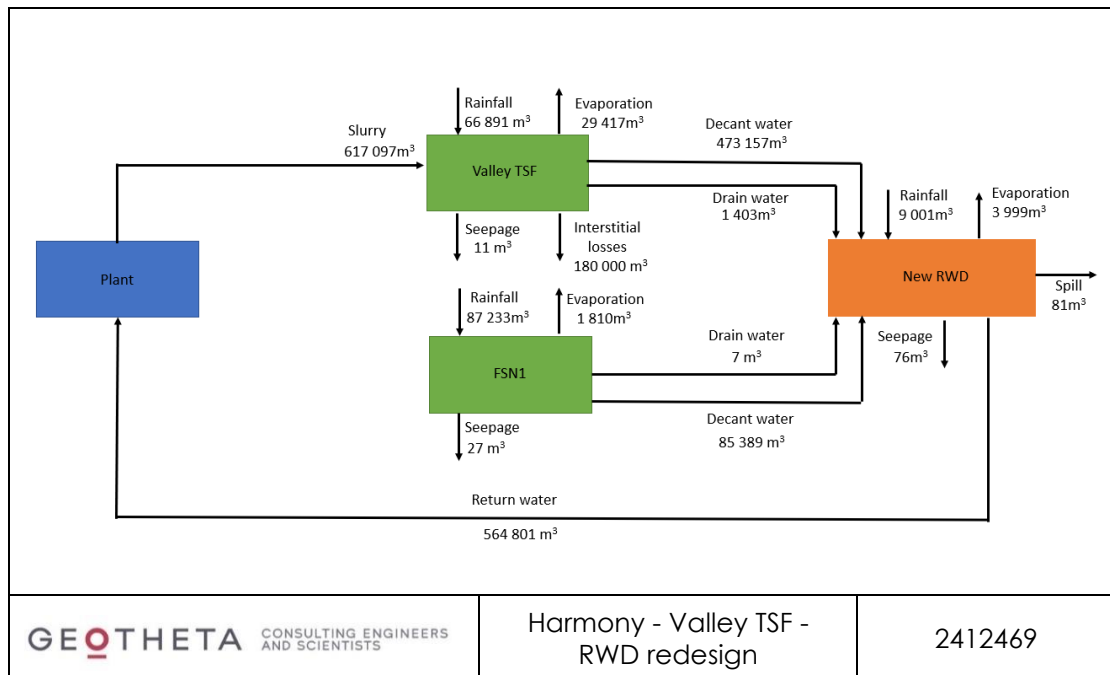 Rainfall
66 891 m³
Evaporation
29 417m³
Slurry
617 097m³
Valley TSF
Decant water
473 157m³
Drain water
1 403m³
Seepage
11 m³
Interstitial
losses
180 000 m³
Rainfall
9 001m³
Evaporation
3 999m³
Plant
New RWD
Spill
81m³
Seepage
76m³
Rainfall
87 233m³
Evaporation
1 810m³
FSN1
Drain water
7 m³
Decant water
85 389 m³
Seepage
27 m³
Return water
564 801 m³
GEOTHETA CONSULTING ENGINEERS
AND SCIENTISTS
Harmony - Valley TSF -
RWD redesign
2412469